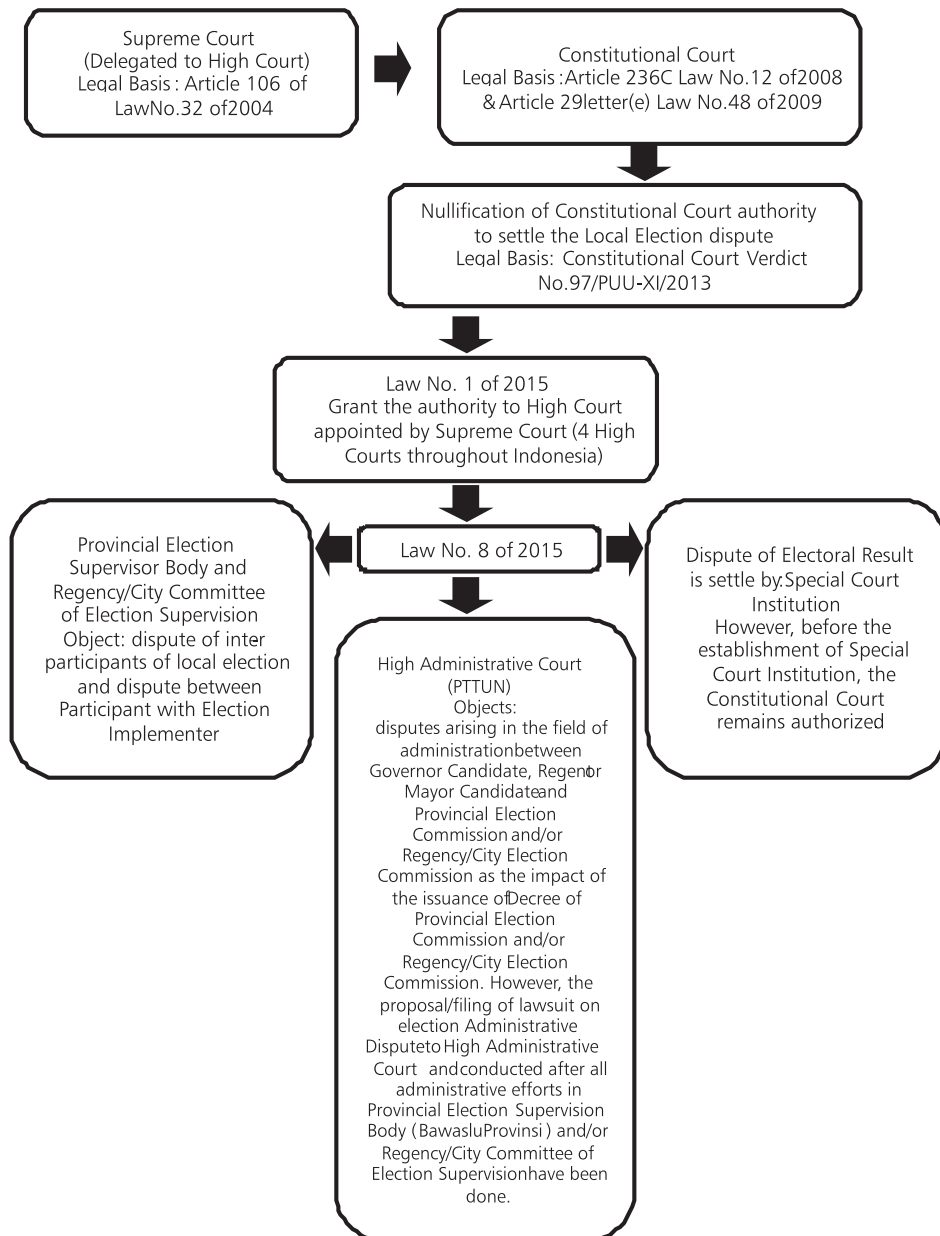 Supreme Court
(Delegated to High Court)
Legal Basis : Article 106 of
LawNo.32 of2004
Constitutional Court
Legal Basis :Article 236C Law No.12 of2008
& Article 29letter(e) Law No.48 of2009
Nullification of Constitutional Court authority
to settle the Local Election dispute
Legal Basis: Constitutional Court Verdict
No.97/PUU-XI/2013
Law No. 1 of 2015
Grant the authority to High Court
appointed by Supreme Court (4 High
Courts throughout Indonesia)
Law No. 8 of 2015
Provincial Election
Supervisor Body and
Regency/City Committee
of Election Supervision
Object: dispute of inter-
participants of local election
and dispute between
Participant with Election
Implementer
High Administrative Court
(PTTUN)
Objects:
disputes arising in the field of
administrationbetween
Governor Candidate, Regentor
Mayor Candidateand
Provincial Election
Commission and/or
Regency/City Election
Commission as the impact of
the issuance ofDecree of
Provincial Election
Commission and/or
Regency/City Election
Commission. However, the
proposal/filing of lawsuit on
election Administrative
Disputeto High Administrative
Court andconducted after all
administrative efforts in
Provincial Election Supervision
Body (BawasluProvinsi) and/or
Regency/City Committee of
Election Supervisionhave been
done.
Dispute of Electoral Result
is settle by:Special Court
Institution
However, before the
establishment of Special
Court Institution, the
Constitutional Court
remains authorized